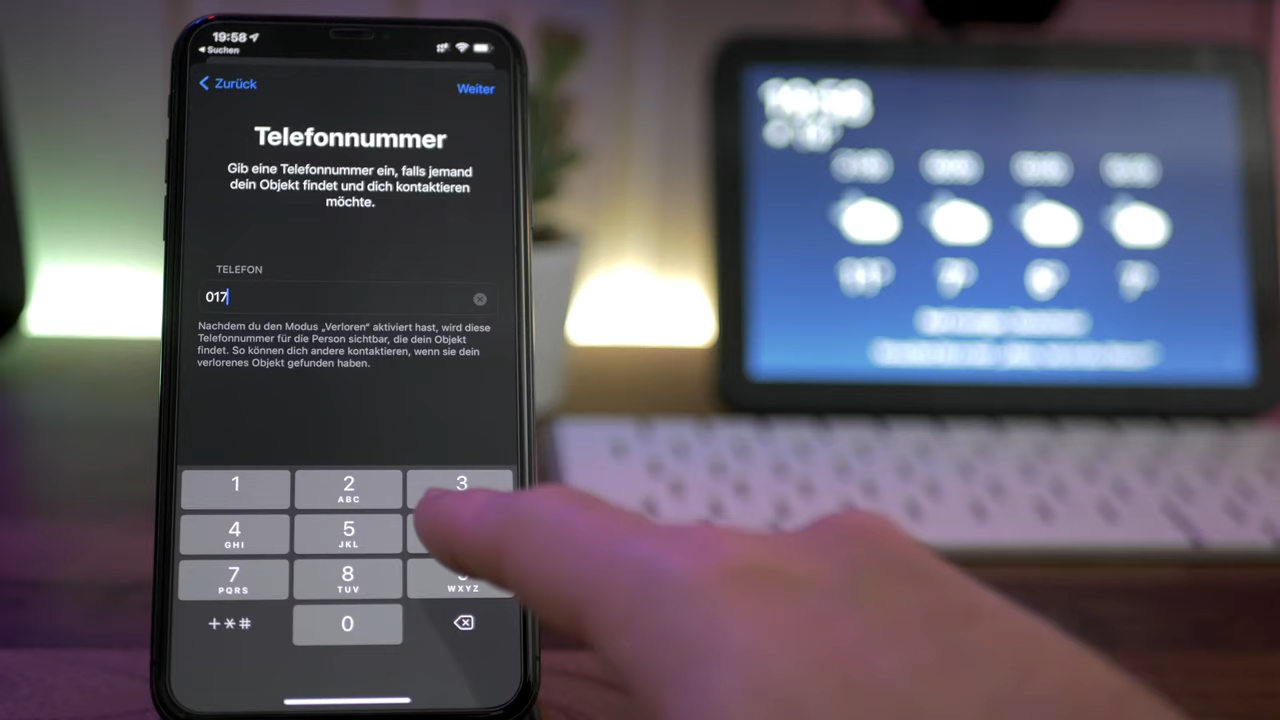 19:58
◀ Suchen
Zurück
Weiter
Telefonnummer
Gib eine Telefonnummer ein, falls jemand
dein Objekt findet und dich kontaktieren
möchte.
TELEFON
017
Nachdem du den Modus „Verloren“ aktiviert hast, wird diese
Telefonnummer für die Person sichtbar, die dein Objekt
findet. So können dich andere kontaktieren, wenn sie dein
verlorenes Objekt gefunden haben.
1
2
ABC
3
4
GHI
5
JKL
7
PQRS
8
TUV
WXYZ
+*#
0